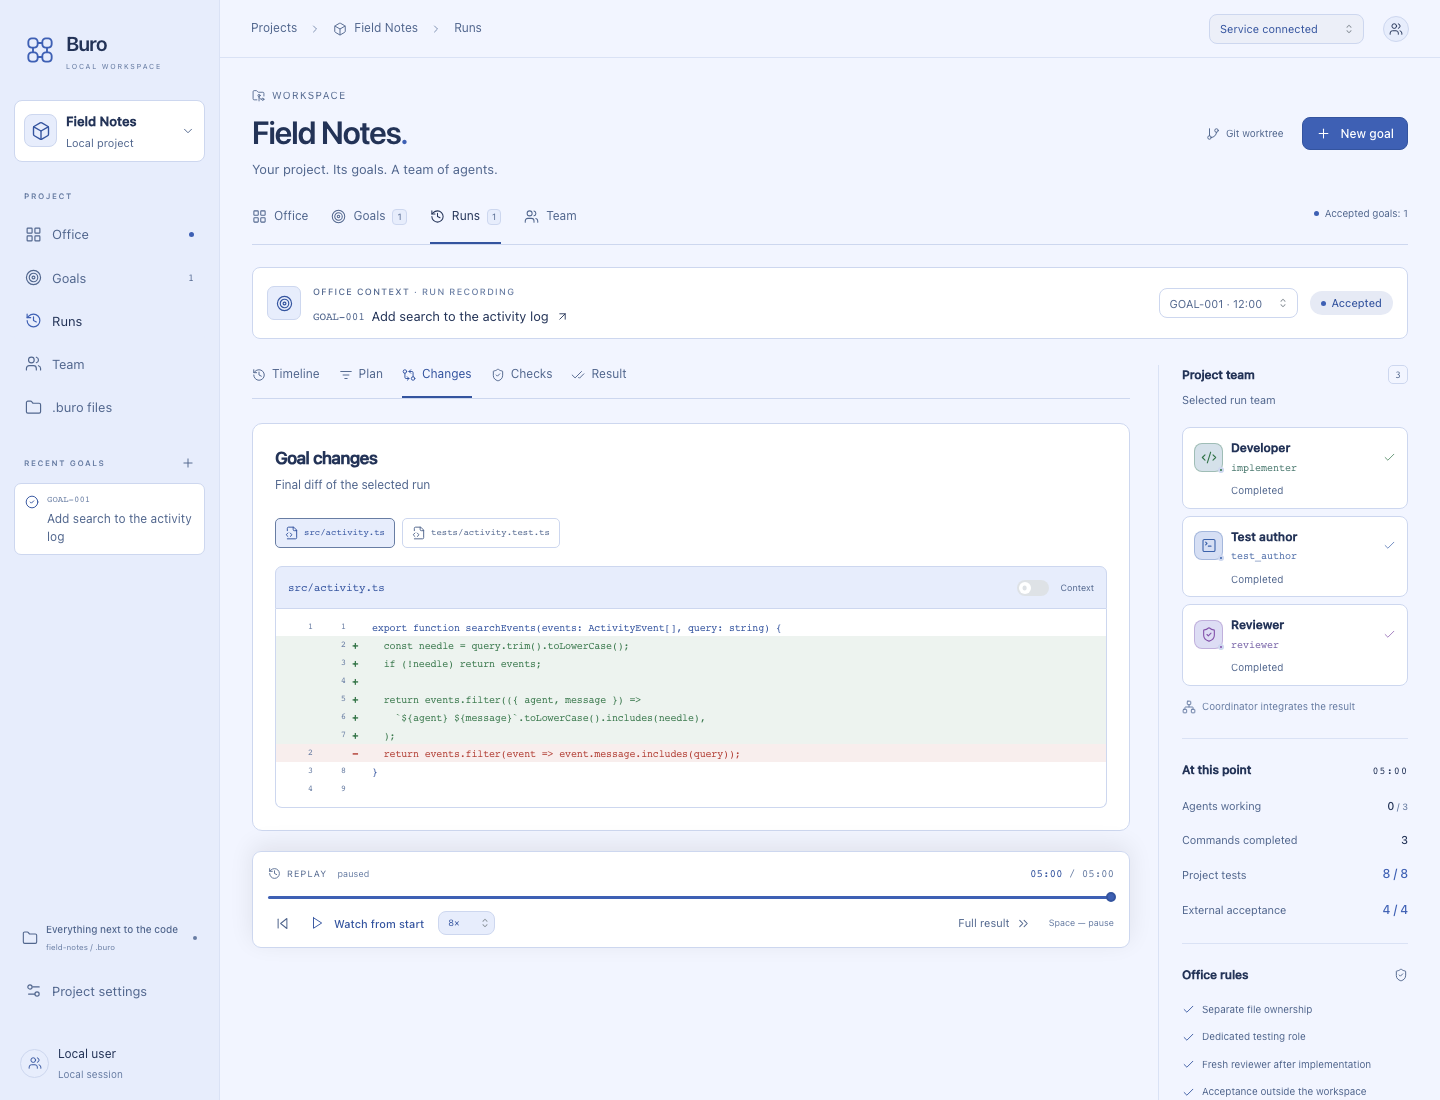 Buro
LOCAL WORKSPACE
Field Notes
Local project
PROJECT
Office
Goals 1
Runs
Team
.buro files
RECENT GOALS
GOAL-001
Add search to the activity
log
Everything next to the code
field-notes / .buro
Project settings
Local user
Local session
Projects
Field Notes
Runs
Service connected
WORKSPACE
Field Notes.
Your project. Its goals. A team of agents.
Git worktree
New goal
Office
Goals 1
Runs 1
Team
Accepted goals: 1
OFFICE CONTEXT · RUN RECORDING
GOAL-001 Add search to the activity log
GOAL-001 · 12:00
Accepted
Timeline
Plan
Changes
Checks
Result
Goal changes
Final diff of the selected run
src/activity.ts
tests/activity.test.ts
src/activity.ts
Context
1 1 export function searchEvents(events: ActivityEvent[], query: string) {
2 + const needle = query.trim().toLowerCase();
3 + if (!needle) return events;
4 +
5 + return events.filter(({ agent, message }) =>
6 + `${agent} ${message}`.toLowerCase().includes(needle),
7 + );
2 − return events.filter(event => event.message.includes(query));
3 8 }
4 9
REPLAY paused
05:00 / 05:00
Watch from start
8×
Full result
Space — pause
Project team 3
Selected run team
Developer
implementer
Completed
Test author
test_author
Completed
Reviewer
reviewer
Completed
Coordinator integrates the result
At this point 05:00
Agents working 0 / 3
Commands completed 3
Project tests 8 / 8
External acceptance 4 / 4
Office rules
Separate file ownership
Dedicated testing role
Fresh reviewer after implementation
Acceptance outside the workspace